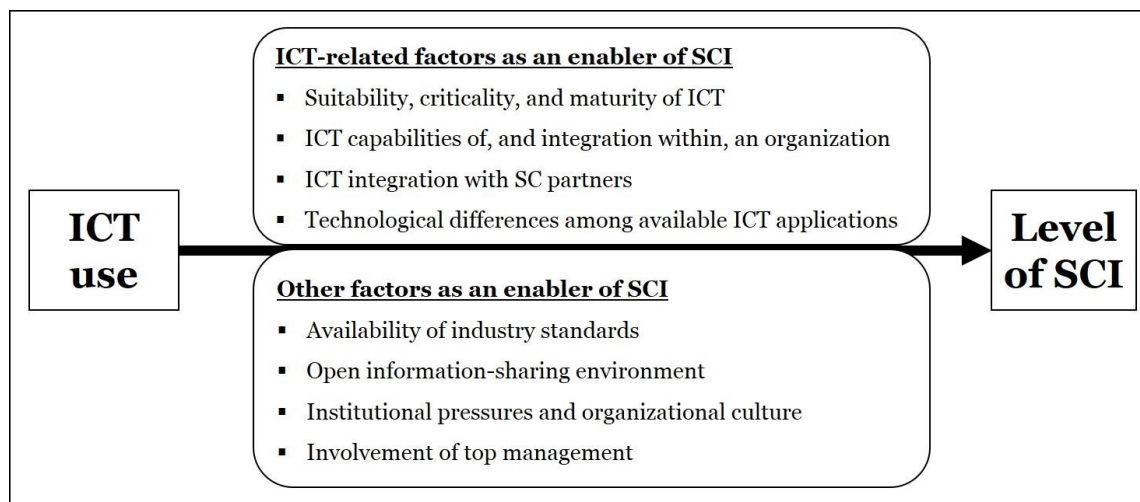 ICT-related factors as an enabler of SCI
▪ Suitability, criticality, and maturity of ICT
▪ ICT capabilities of, and integration within, an organization
▪ ICT integration with SC partners
▪ Technological differences among available ICT applications
ICT
use
Level
of SCI
Other factors as an enabler of SCI
▪ Availability of industry standards
▪ Open information-sharing environment
▪ Institutional pressures and organizational culture
▪ Involvement of top management